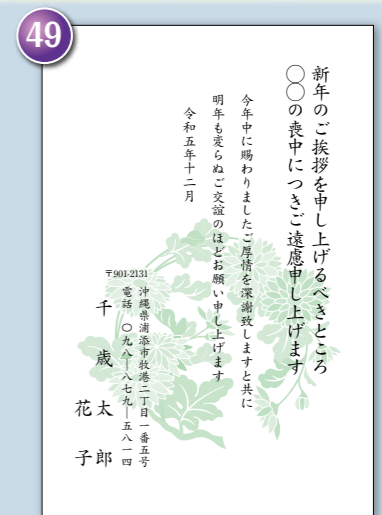 49
新年のご挨拶を申し上げるべきところ
〇〇の喪中につきご遠慮申し上げます
今年中に賜わりましたご厚情を深謝致しますと共に
明年も変らぬご交誼のほどお願い申し上げます
令和五年十二月
〒901-2131
沖縄県浦添市牧港二丁目一番五号
電話 〇九八―八七九―五八一四
千歳太郎
花子